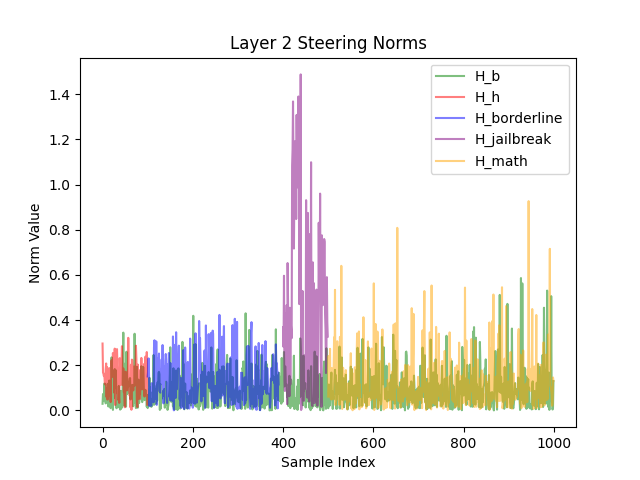 Layer 2 Steering Norms
H_b
H_h
H_borderline
H_jailbreak
H_math
Norm Value
1.4
1.2
1.0
0.8
0.6
0.4
0.2
0.0
0 200 400 600 800 1000
Sample Index